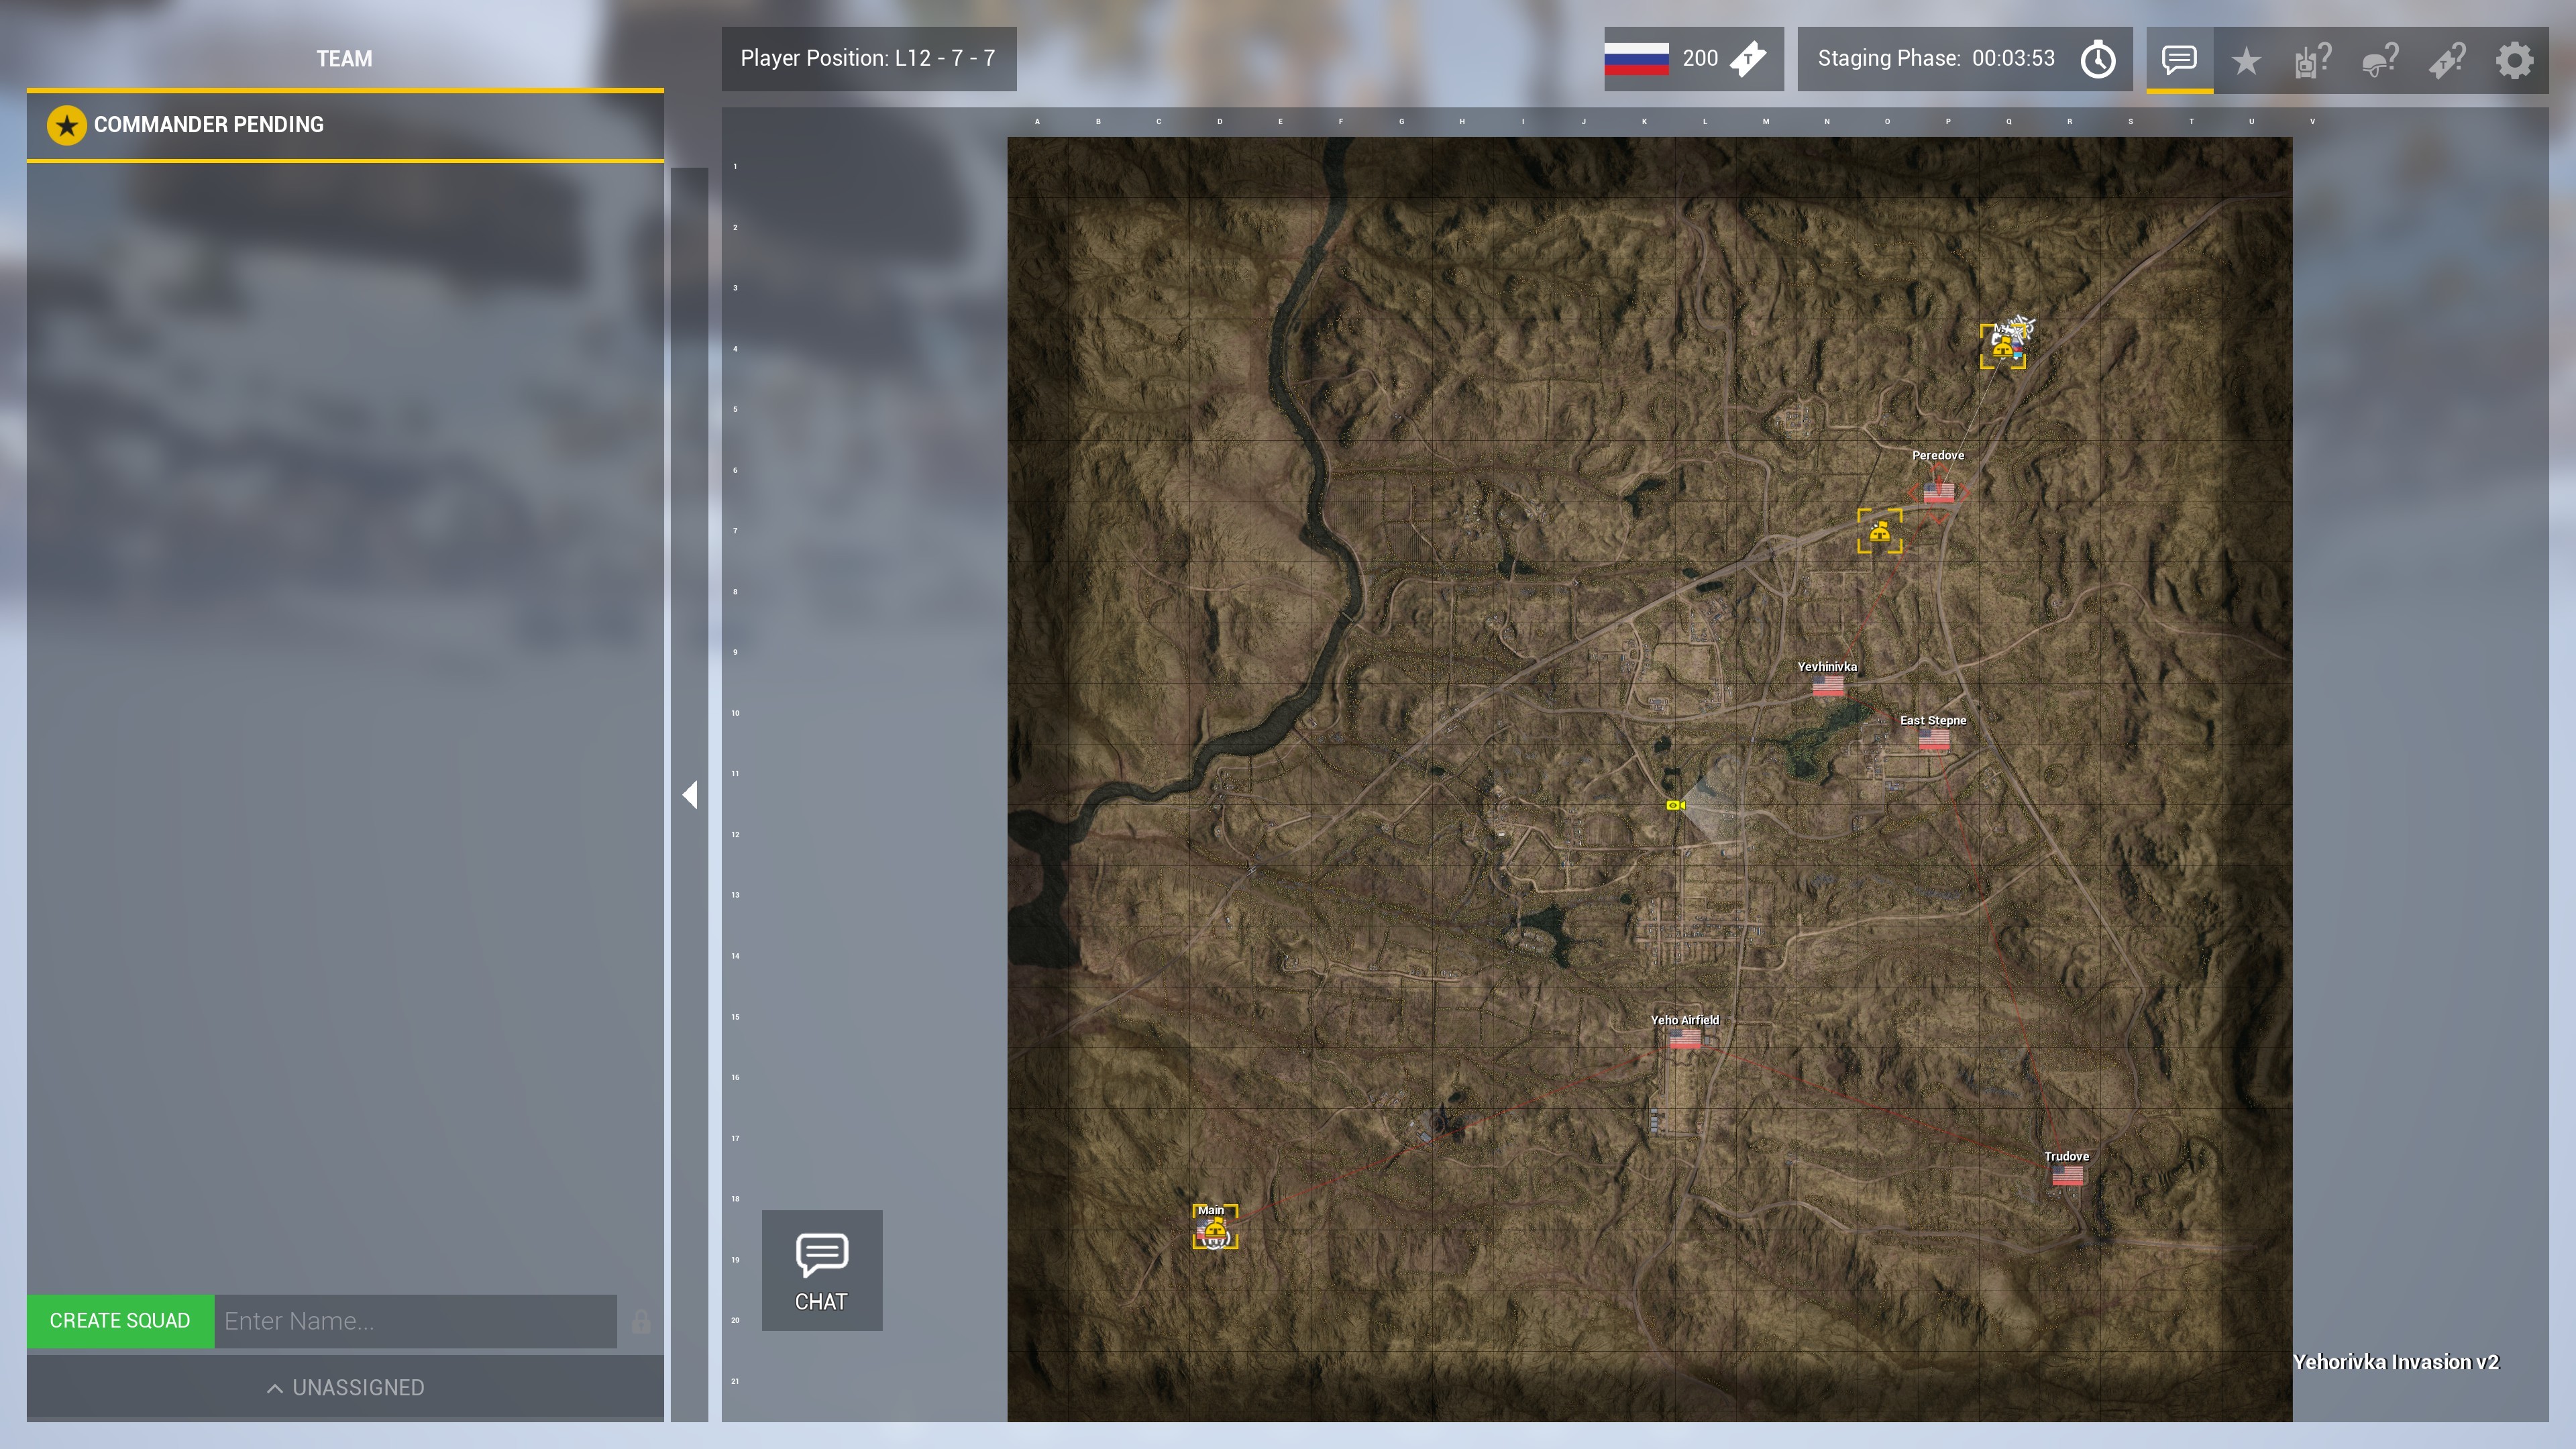 TEAM
Player Position: L12 - 7 - 7
200
Staging Phase: 00:03:53
COMMANDER PENDING
A B C D E F G H I J K L M N O P Q R S T U V
1
2
3
4
5
Peredove
6
7
8
9
Yevhinivka
10
East Stepne
11
12
13
14
15
Yeho Airfield
16
17
Trudove
18
Main
19
CHAT
20
CREATE SQUAD
Enter Name...
Yehorivka Invasion v2
21
UNASSIGNED